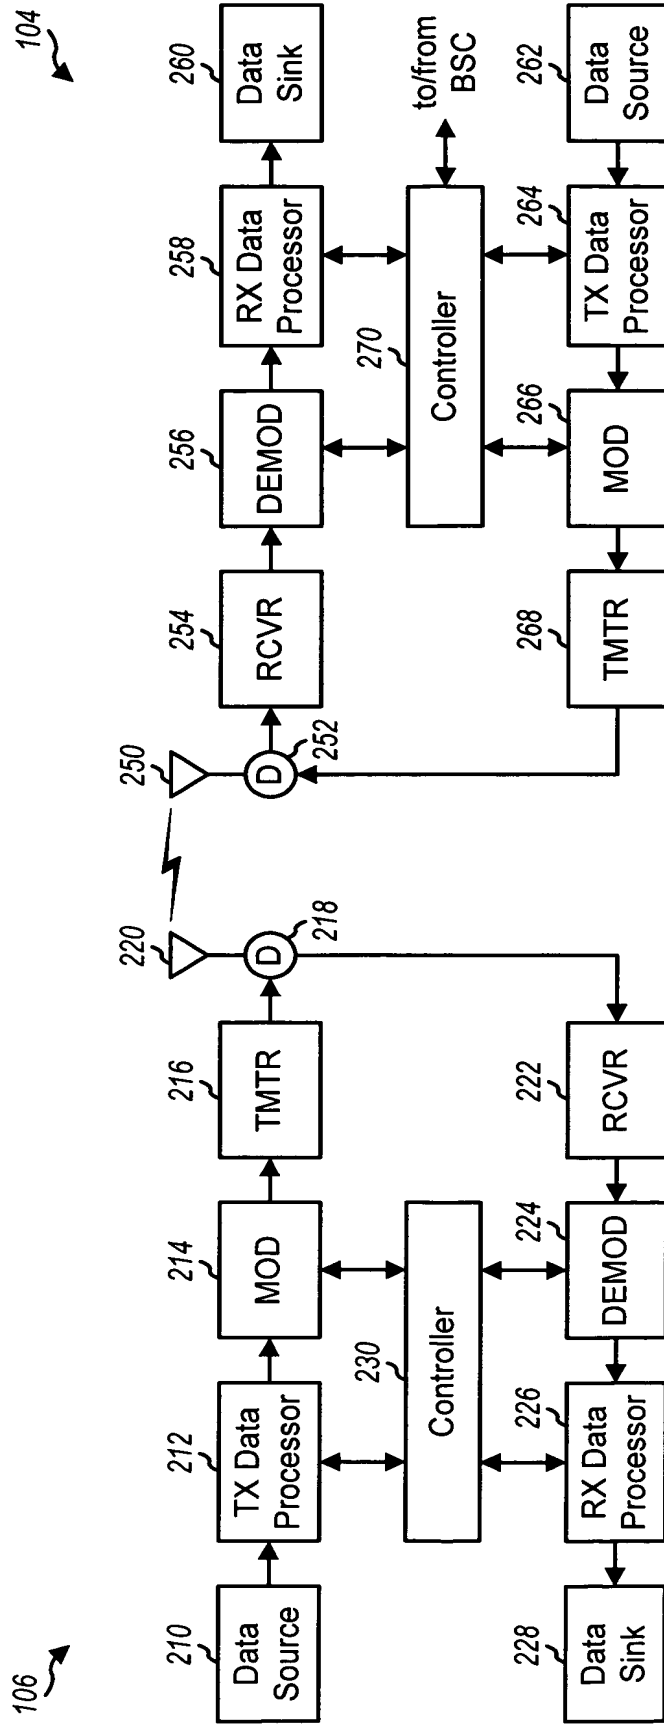 106
104
210
Data
Source
212
TX Data
Processor
214
MOD
216
TMTR
220
D
218
250
D
252
254
RCVR
256
DEMOD
258
RX Data
Processor
260
Data
Sink
230
Controller
270
Controller
to/from
BSC
228
Data
Sink
226
RX Data
Processor
224
DEMOD
222
RCVR
268
TMTR
266
MOD
264
TX Data
Processor
262
Data
Source